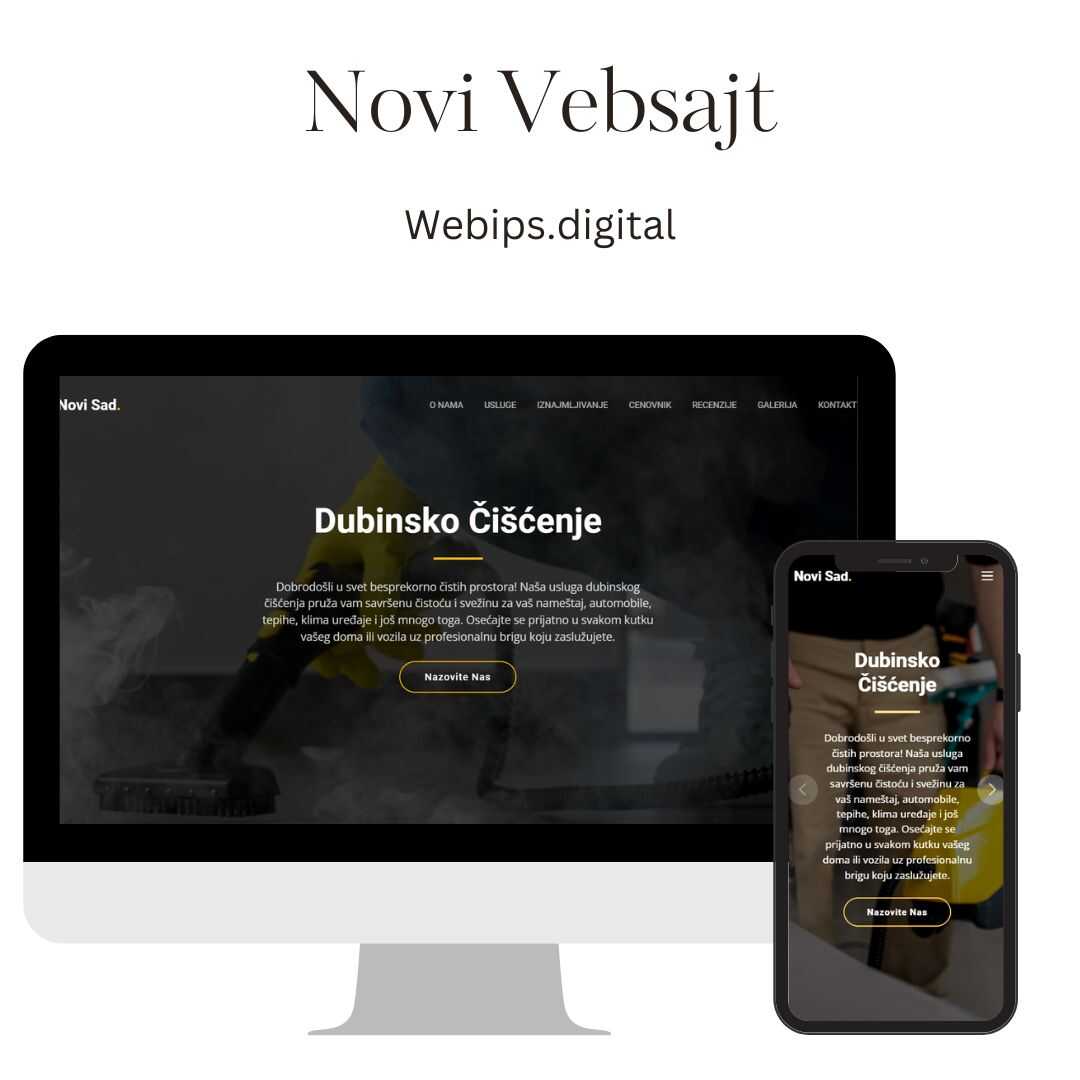 Novi Vebsajt
Webips.digital
Novi Sad.
O NAMA USLUGE IZNAJMLJIVANJE CENOVNIK RECENZIJE GALERIJA KONTAKT
Dubinsko Čišćenje
Dobrodošli u svet besprekorno čistih prostora! Naša usluga dubinskog
čišćenja pruža vam savršenu čistoću i svežinu za vaš nameštaj, automobile,
tepihe, klima uređaje i još mnogo toga. Osećajte se prijatno u svakom kutku
vašeg doma ili vozila uz profesionalnu brigu koju zaslužujete.
Nazovite Nas
Novi Sad.
Dubinsko
Čišćenje
Dobrodošli u svet besprekorno
čistih prostora! Naša usluga
dubinskog čišćenja pruža vam
savršenu čistoću i svežinu za
vaš nameštaj, automobile,
tepihe, klima uređaje i još
mnogo toga. Osećajte se
prijatno u svakom kutku vašeg
doma ili vozila uz profesionalnu
brigu koju zaslužujete.
Nazovite Nas